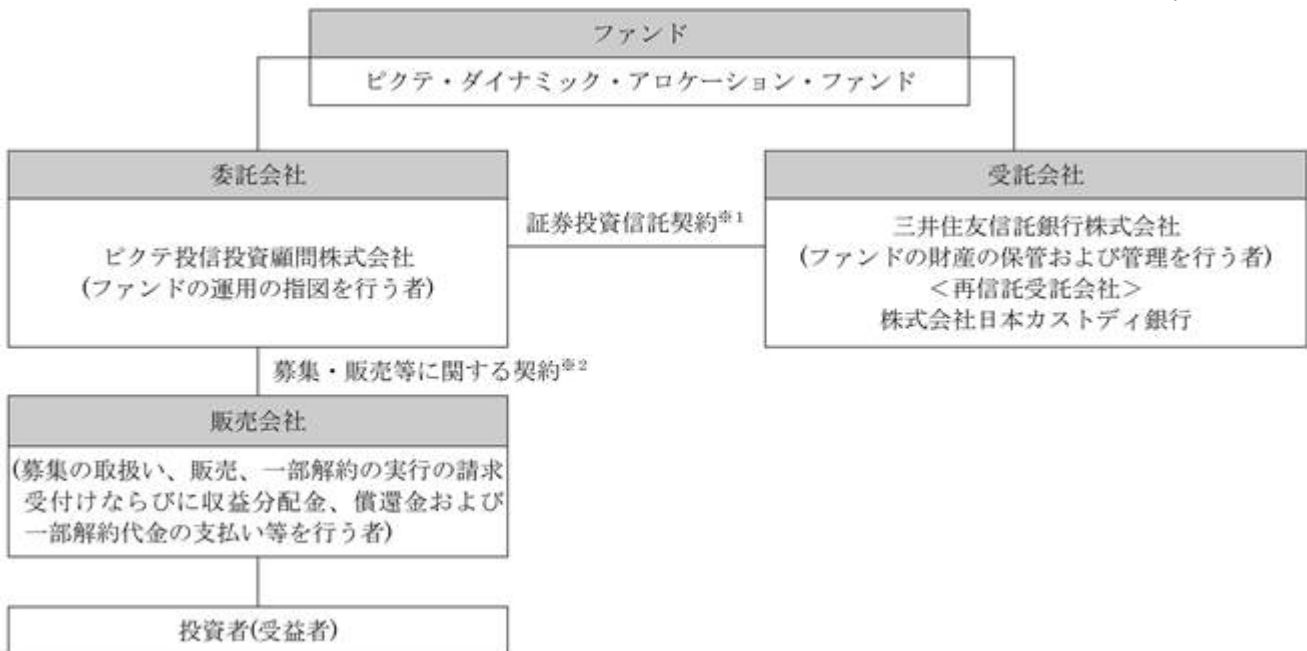 ファンド
ピクテ・ダイナミック・アロケーション・ファンド
委託会社
ピクテ投信投資顧問株式会社
(ファンドの運用の指図を行う者)
証券投資信託契約※1
受託会社
三井住友信託銀行株式会社
(ファンドの財産の保管および管理を行う者)
＜再信託受託会社＞
株式会社日本カストディ銀行
募集・販売等に関する契約※2
販売会社
(募集の取扱い、販売、一部解約の実行の請求
受付けならびに収益分配金、償還金および
一部解約代金の支払い等を行う者)
投資者(受益者)